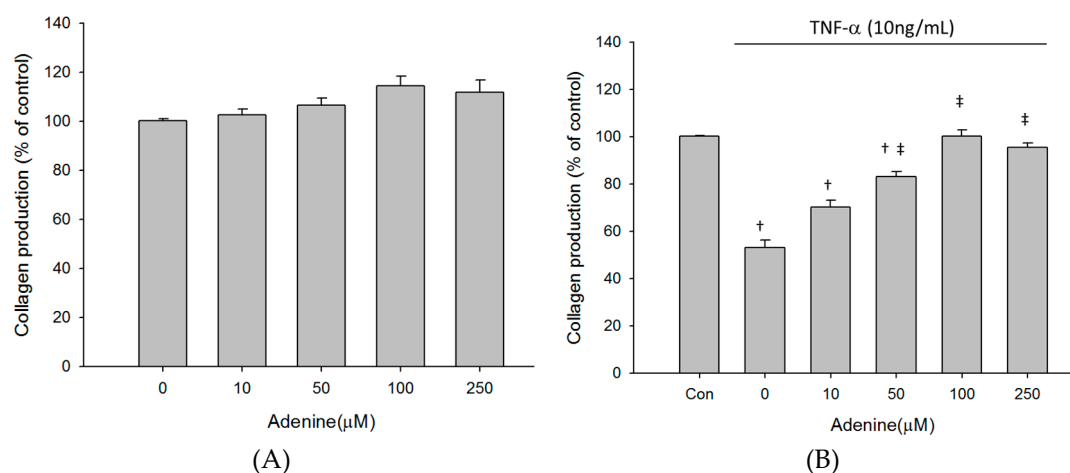 140
120
100
80
60
40
20
0
Collagen production (% of control)
0 10 50 100 250
Adenine(μM)
(A)
TNF-α (10ng/mL)
140
120
100
80
60
40
20
0
Collagen production (% of control)
†
†
† ‡
‡
‡
Con 0 10 50 100 250
Adenine(μM)
(B)